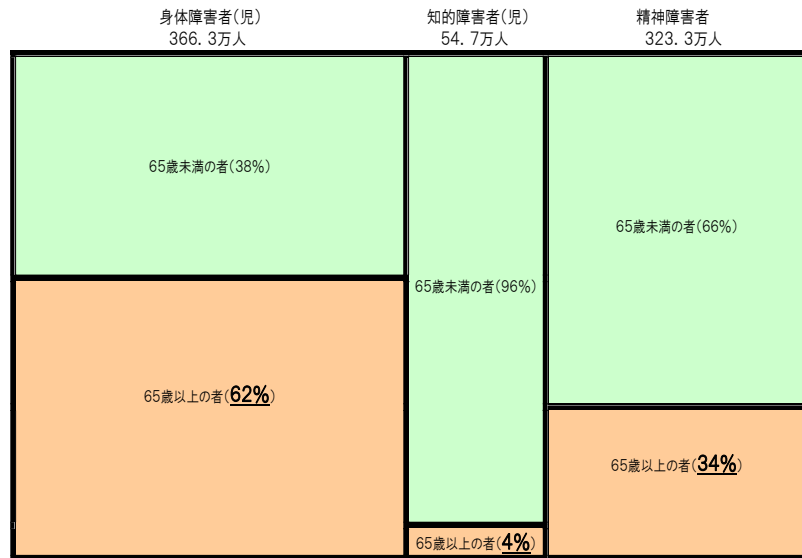 身体障害者(児)
366.3万人
知的障害者(児)
54.7万人
精神障害者
323.3万人
65歳未満の者(38%)
65歳以上の者(62%)
65歳未満の者(96%)
65歳以上の者(4%)
65歳未満の者(66%)
65歳以上の者(34%)